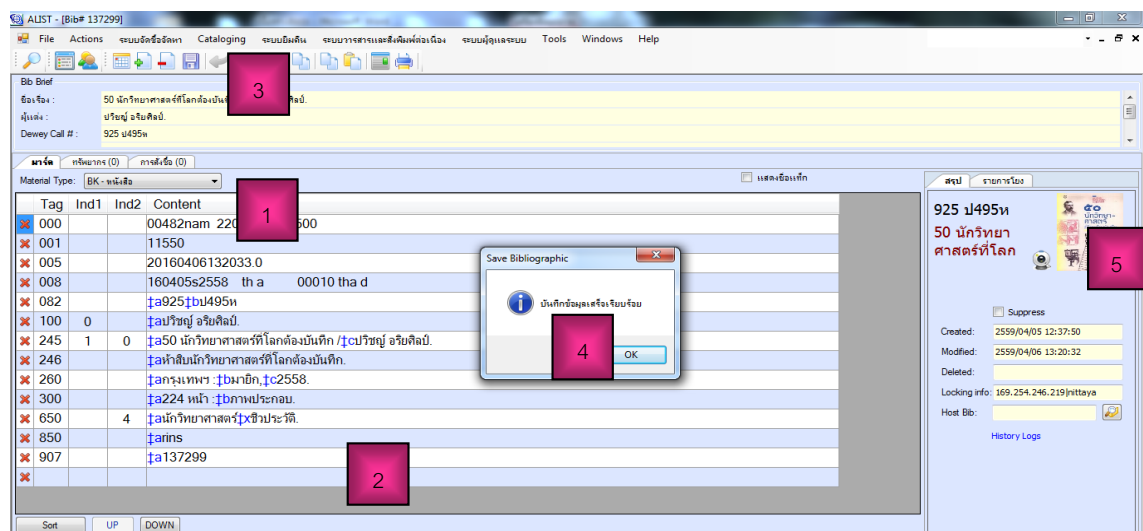 ALIST - [Bib# 137299]
File Actions ระบบจัดซื้อจัดหา Cataloging ระบบยืมคืน ระบบวารสารและสิ่งพิมพ์ต่อเนื่อง ระบบผู้ดูแลระบบ Tools Windows Help
Bib Brief
ชื่อเรื่อง : 50 นักวิทยาศาสตร์ที่โลกต้องบันทึ
3
ศิลป์.
ผู้แต่ง : ปวิชญ์ อริยศิลป์.
Dewey Call # : 925 ป495ห
มาร์ค ทรัพยากร (0) การสั่งซื้อ (0)
Material Type: BK - หนังสือ
แสดงชื่อแท็ก
1
Tag Ind1 Ind2 Content
000 00482nam 220 500
001 11550
005 20160406132033.0
008 160405s2558 th a 00010 tha d
082 ‡a925‡bป495ห
100 0 ‡aปวิชญ์ อริยศิลป์.
245 1 0 ‡a50 นักวิทยาศาสตร์ที่โลกต้องบันทึก /‡cปวิชญ์ อริยศิลป์.
246 ‡aห้าสิบนักวิทยาศาสตร์ที่โลกต้องบันทึก.
260 ‡aกรุงเทพฯ :‡bมายิก,‡c2558.
300 ‡a224 หน้า :‡bภาพประกอบ.
650 4 ‡aนักวิทยาศาสตร์‡xชีวประวัติ.
850 ‡arins
907 ‡a137299
2
Sort UP DOWN
Save Bibliographic
บันทึกข้อมูลเสร็จเรียบร้อย
4
OK
สรุป รายการโยง
925 ป495ห
50 นักวิทยา
ศาสตร์ที่โลก
๕๐
นักวิทยา-
ศาสตร์
5
Suppress
Created: 2559/04/05 12:37:50
Modified: 2559/04/06 13:20:32
Deleted:
Locking info: 169.254.246.219|nittaya
Host Bib:
History Logs